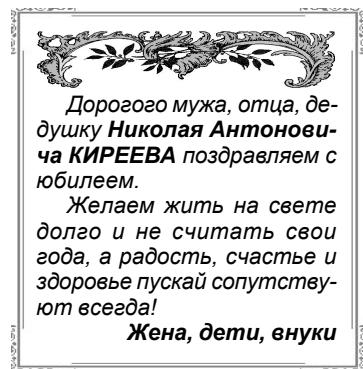 Дорогого мужа, отца, де-
душку Николая Антонови-
ча КИРЕЕВА поздравляем с
юбилеем.
Желаем жить на свете
долго и не считать свои
года, а радость, счастье и
здоровье пускай сопутству-
ют всегда!
Жена, дети, внуки